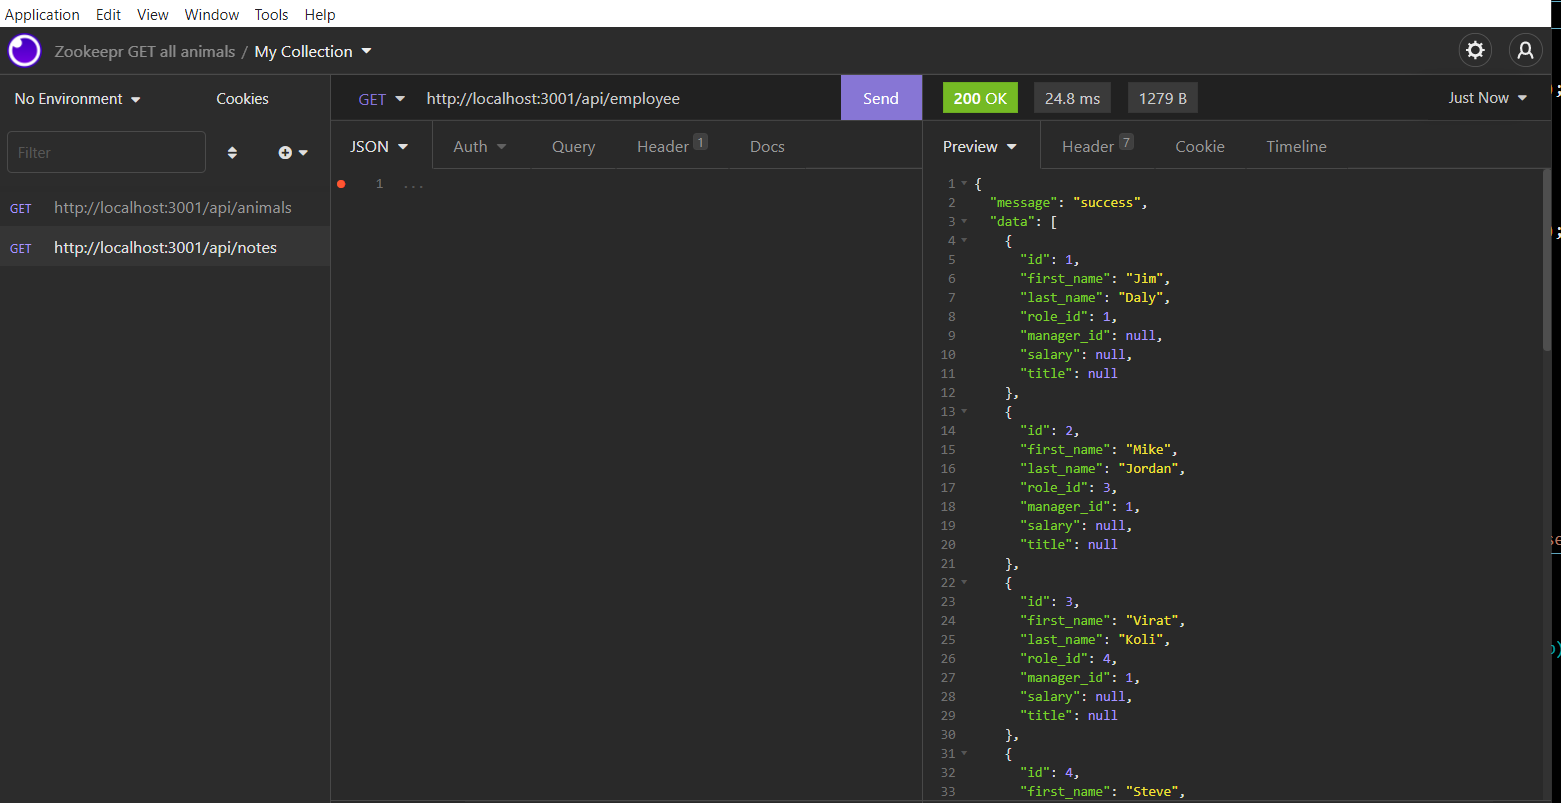 Application Edit View Window Tools Help
Zookeepr GET all animals / My Collection
No Environment Cookies
GET http://localhost:3001/api/employee Send
200 OK 24.8 ms 1279 B Just Now
Filter
JSON Auth Query Header 1 Docs
Preview Header 7 Cookie Timeline
GET http://localhost:3001/api/animals
GET http://localhost:3001/api/notes
1 ...
1 {
2 "message": "success",
3 "data": [
4 {
5 "id": 1,
6 "first_name": "Jim",
7 "last_name": "Daly",
8 "role_id": 1,
9 "manager_id": null,
10 "salary": null,
11 "title": null
12 },
13 {
14 "id": 2,
15 "first_name": "Mike",
16 "last_name": "Jordan",
17 "role_id": 3,
18 "manager_id": 1,
19 "salary": null,
20 "title": null
21 },
22 {
23 "id": 3,
24 "first_name": "Virat",
25 "last_name": "Koli",
26 "role_id": 4,
27 "manager_id": 1,
28 "salary": null,
29 "title": null
30 },
31 {
32 "id": 4,
33 "first_name": "Steve",